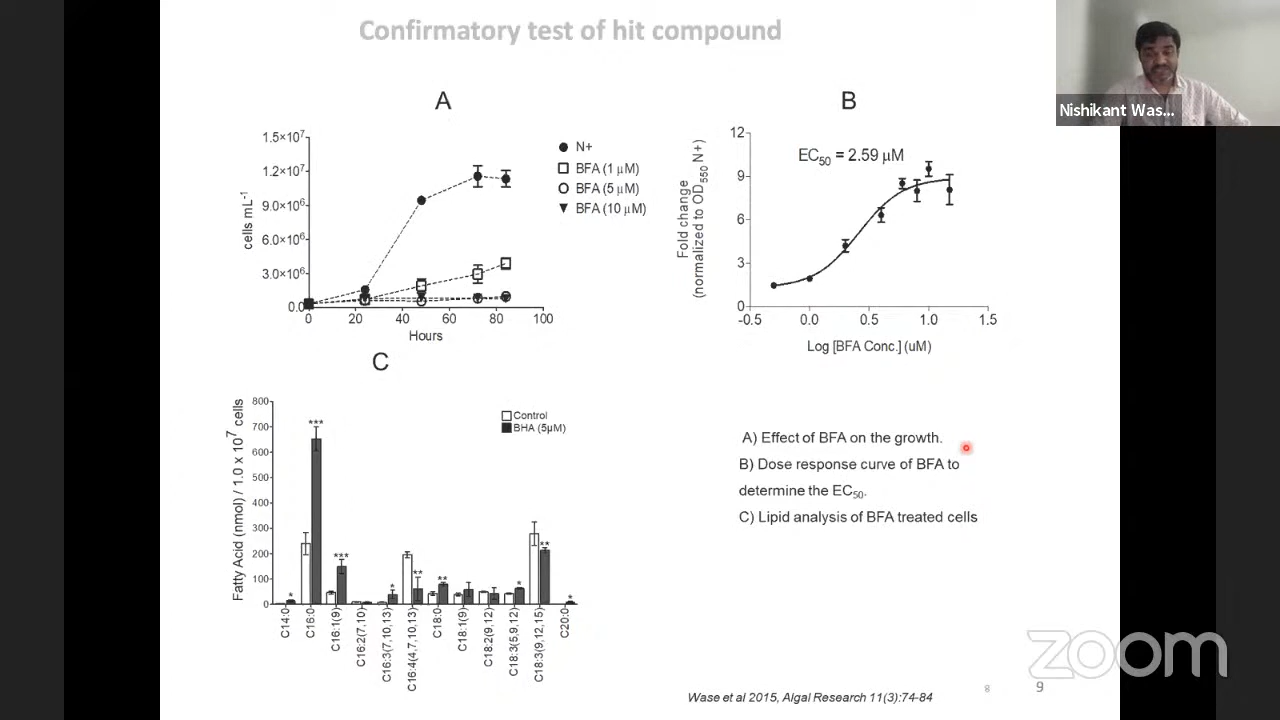 Confirmatory test of hit compound
Nishikant Was...
A
1.5×10⁷
1.2×10⁷
9.0×10⁶
6.0×10⁶
3.0×10⁶
0.0
cells mL⁻¹
0 20 40 60 80 100
Hours
N+
BFA (1 μM)
BFA (5 μM)
BFA (10 μM)
B
12
9
6
3
0
Fold change
(normalized to OD₅₅₀ N+)
EC₅₀ = 2.59 μM
-0.5 0.0 0.5 1.0 1.5
Log [BFA Conc.] (uM)
C
800
700
600
500
400
300
200
100
0
Fatty Acid (nmol) / 1.0 x 10⁷ cells
Control
BHA (5μM)
* *** *** * ** ** * ** *
C14:0
C16:0
C16:1(9)
C16:2(7,10)
C16:3(7,10,13)
C16:4(4,7,10,13)
C18:0
C18:1(9)
C18:2(9,12)
C18:3(5,9,12)
C18:3(9,12,15)
C20:0
A) Effect of BFA on the growth.
B) Dose response curve of BFA to
determine the EC₅₀.
C) Lipid analysis of BFA treated cells
Wase et al 2015, Algal Research 11(3):74-84
8
9
zoom